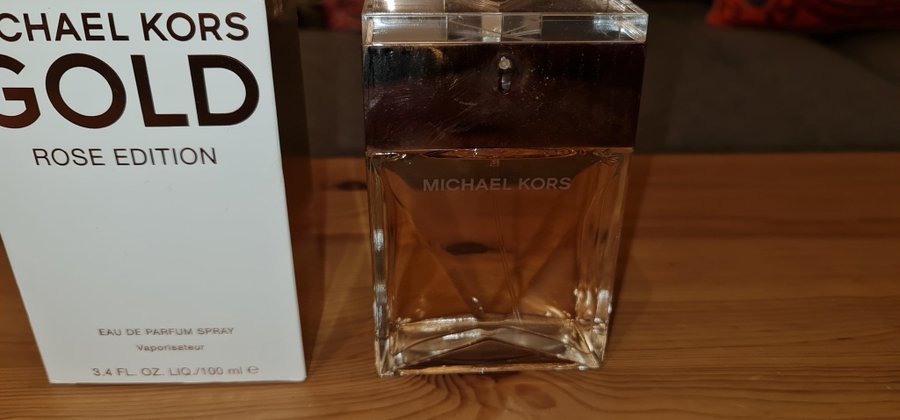 CHAEL KORS
GOLD
ROSE EDITION
EAU DE PARFUM SPRAY
Vaporisateur
3.4 FL. OZ. LIQ./100 ml ℮
MICHAEL KORS